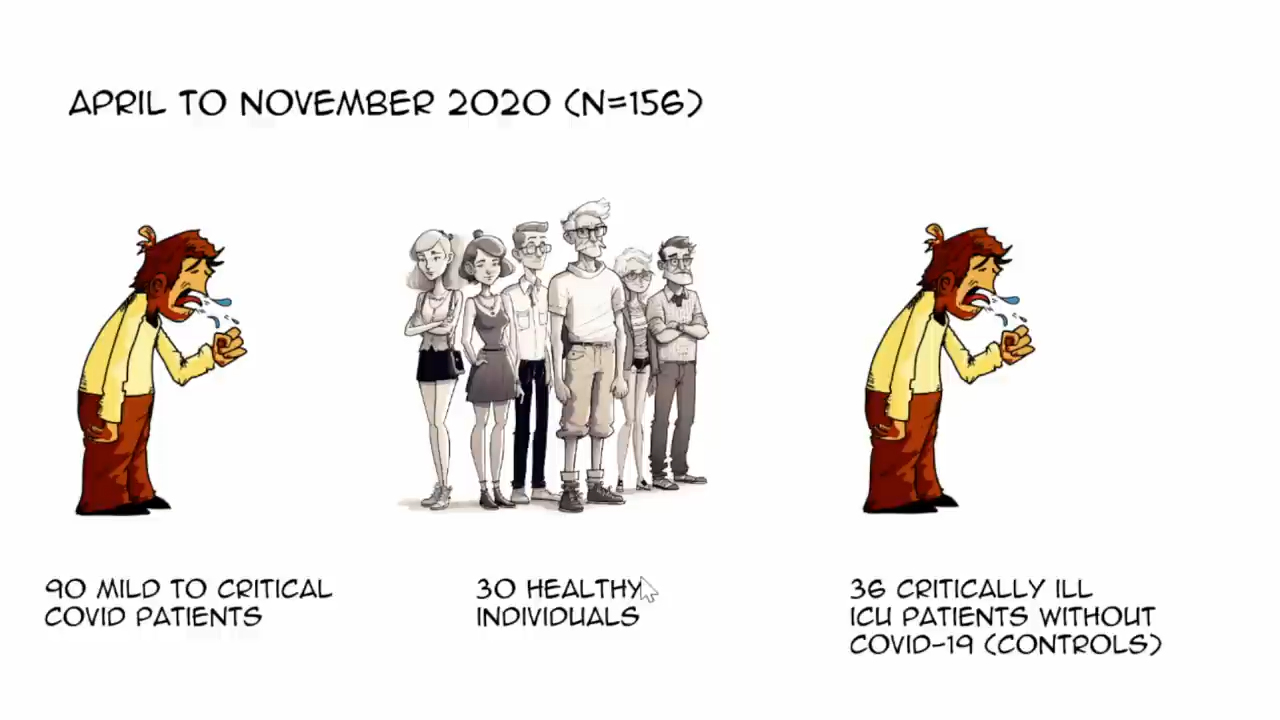 APRIL TO NOVEMBER 2020 (N=156)
90 MILD TO CRITICAL
COVID PATIENTS
30 HEALTHY
INDIVIDUALS
36 CRITICALLY ILL
ICU PATIENTS WITHOUT
COVID-19 (CONTROLS)